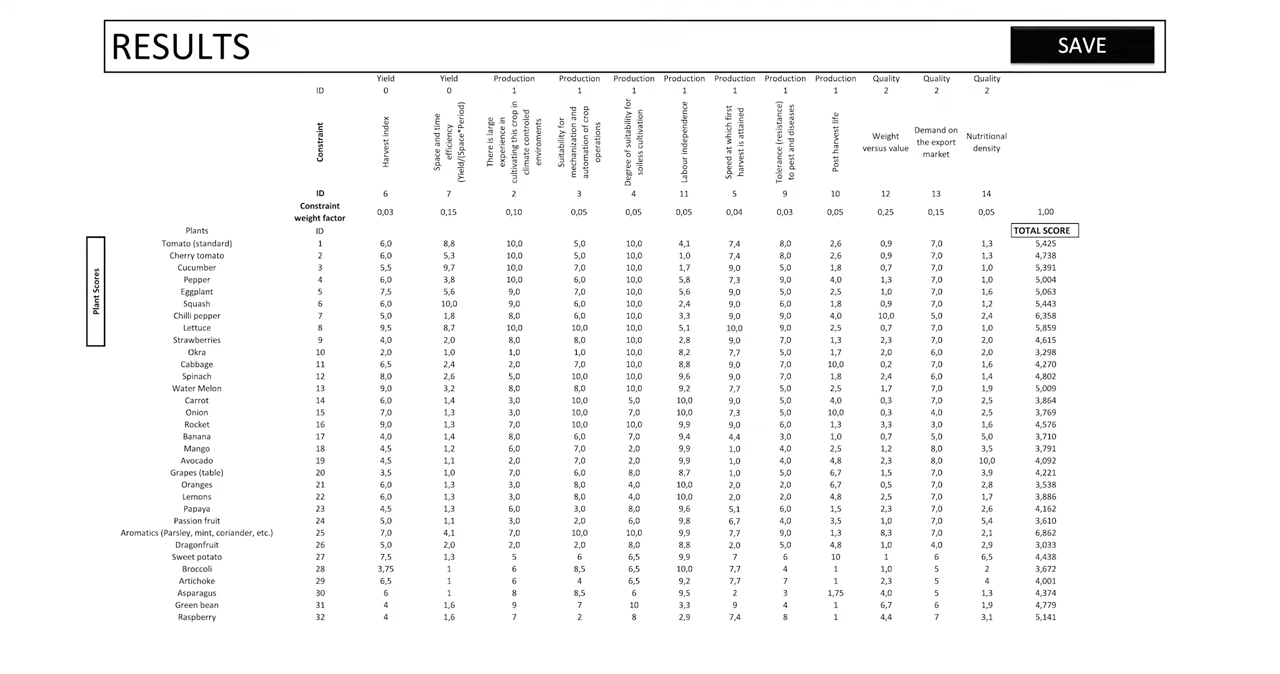 RESULTS SAVE
Yield Yield Production Production Production Production Production Production Production Quality Quality Quality
ID 0 0 1 1 1 1 1 1 1 2 2 2
Constraint
Harvest index
Space and time efficiency (Yield/(Space*Period)
There is large experience in cultivating this crop in climate controled enviroments
Suitability for mechanization and automation of crop operations
Degree of suitability for soiless cultivation
Labour independence
Speed at which first harvest is attained
Tolerance (resistance) to pest and diseases
Post harvest life
Weight versus value
Demand on the export market
Nutritional density
ID 6 7 2 3 4 11 5 9 10 12 13 14
Constraint weight factor 0,03 0,15 0,10 0,05 0,05 0,05 0,04 0,03 0,05 0,25 0,15 0,05 1,00
Plants ID TOTAL SCORE
Plant Scores
Tomato (standard) 1 6,0 8,8 10,0 5,0 10,0 4,1 7,4 8,0 2,6 0,9 7,0 1,3 5,425
Cherry tomato 2 6,0 5,3 10,0 5,0 10,0 1,0 7,4 8,0 2,6 0,9 7,0 1,3 4,738
Cucumber 3 5,5 9,7 10,0 7,0 10,0 1,7 9,0 5,0 1,8 0,7 7,0 1,0 5,391
Pepper 4 6,0 3,8 10,0 6,0 10,0 5,8 7,3 9,0 4,0 1,3 7,0 1,0 5,004
Eggplant 5 7,5 5,6 9,0 7,0 10,0 5,6 9,0 5,0 2,5 1,0 7,0 1,6 5,063
Squash 6 6,0 10,0 9,0 6,0 10,0 2,4 9,0 6,0 1,8 0,9 7,0 1,2 5,443
Chilli pepper 7 5,0 1,8 8,0 6,0 10,0 3,3 9,0 9,0 4,0 10,0 5,0 2,4 6,358
Lettuce 8 9,5 8,7 10,0 10,0 10,0 5,1 10,0 9,0 2,5 0,7 7,0 1,0 5,859
Strawberries 9 4,0 2,0 8,0 8,0 10,0 2,8 9,0 7,0 1,3 2,3 7,0 2,0 4,615
Okra 10 2,0 1,0 1,0 1,0 10,0 8,2 7,7 5,0 1,7 2,0 6,0 2,0 3,298
Cabbage 11 6,5 2,4 2,0 7,0 10,0 8,8 9,0 7,0 10,0 0,2 7,0 1,6 4,270
Spinach 12 8,0 2,6 5,0 10,0 10,0 9,6 9,0 7,0 1,8 2,4 6,0 1,4 4,802
Water Melon 13 9,0 3,2 8,0 8,0 10,0 9,2 7,7 5,0 2,5 1,7 7,0 1,9 5,009
Carrot 14 6,0 1,4 3,0 10,0 5,0 10,0 9,0 5,0 4,0 0,3 7,0 2,5 3,864
Onion 15 7,0 1,3 3,0 10,0 7,0 10,0 7,3 5,0 10,0 0,3 4,0 2,5 3,769
Rocket 16 9,0 1,3 7,0 10,0 10,0 9,9 9,0 6,0 1,3 3,3 3,0 1,6 4,576
Banana 17 4,0 1,4 8,0 6,0 7,0 9,4 4,4 3,0 1,0 0,7 5,0 5,0 3,710
Mango 18 4,5 1,2 6,0 7,0 2,0 9,9 1,0 4,0 2,5 1,2 8,0 3,5 3,791
Avocado 19 4,5 1,1 2,0 7,0 2,0 9,9 1,0 4,0 4,8 2,3 8,0 10,0 4,092
Grapes (table) 20 3,5 1,0 7,0 6,0 8,0 8,7 1,0 5,0 6,7 1,5 7,0 3,9 4,221
Oranges 21 6,0 1,3 3,0 8,0 4,0 10,0 2,0 2,0 6,7 0,5 7,0 2,8 3,538
Lemons 22 6,0 1,3 3,0 8,0 4,0 10,0 2,0 2,0 4,8 2,5 7,0 1,7 3,886
Papaya 23 4,5 1,3 6,0 3,0 8,0 9,6 5,1 6,0 1,5 2,3 7,0 2,6 4,162
Passion fruit 24 5,0 1,1 3,0 2,0 6,0 9,8 6,7 4,0 3,5 1,0 7,0 5,4 3,610
Aromatics (Parsley, mint, coriander, etc.) 25 7,0 4,1 7,0 10,0 10,0 9,9 7,7 9,0 1,3 8,3 7,0 2,1 6,862
Dragonfruit 26 5,0 2,0 2,0 2,0 8,0 8,8 2,0 5,0 4,8 1,0 4,0 2,9 3,033
Sweet potato 27 7,5 1,3 5 6 6,5 9,9 7 6 10 1 6 6,5 4,438
Broccoli 28 3,75 1 6 8,5 6,5 10,0 7,7 4 1 1,0 5 2 3,672
Artichoke 29 6,5 1 6 4 6,5 9,2 7,7 7 1 2,3 5 4 4,001
Asparagus 30 6 1 8 8,5 6 9,5 2 3 1,75 4,0 5 1,3 4,374
Green bean 31 4 1,6 9 7 10 3,3 9 4 1 6,7 6 1,9 4,779
Raspberry 32 4 1,6 7 2 8 2,9 7,4 8 1 4,4 7 3,1 5,141